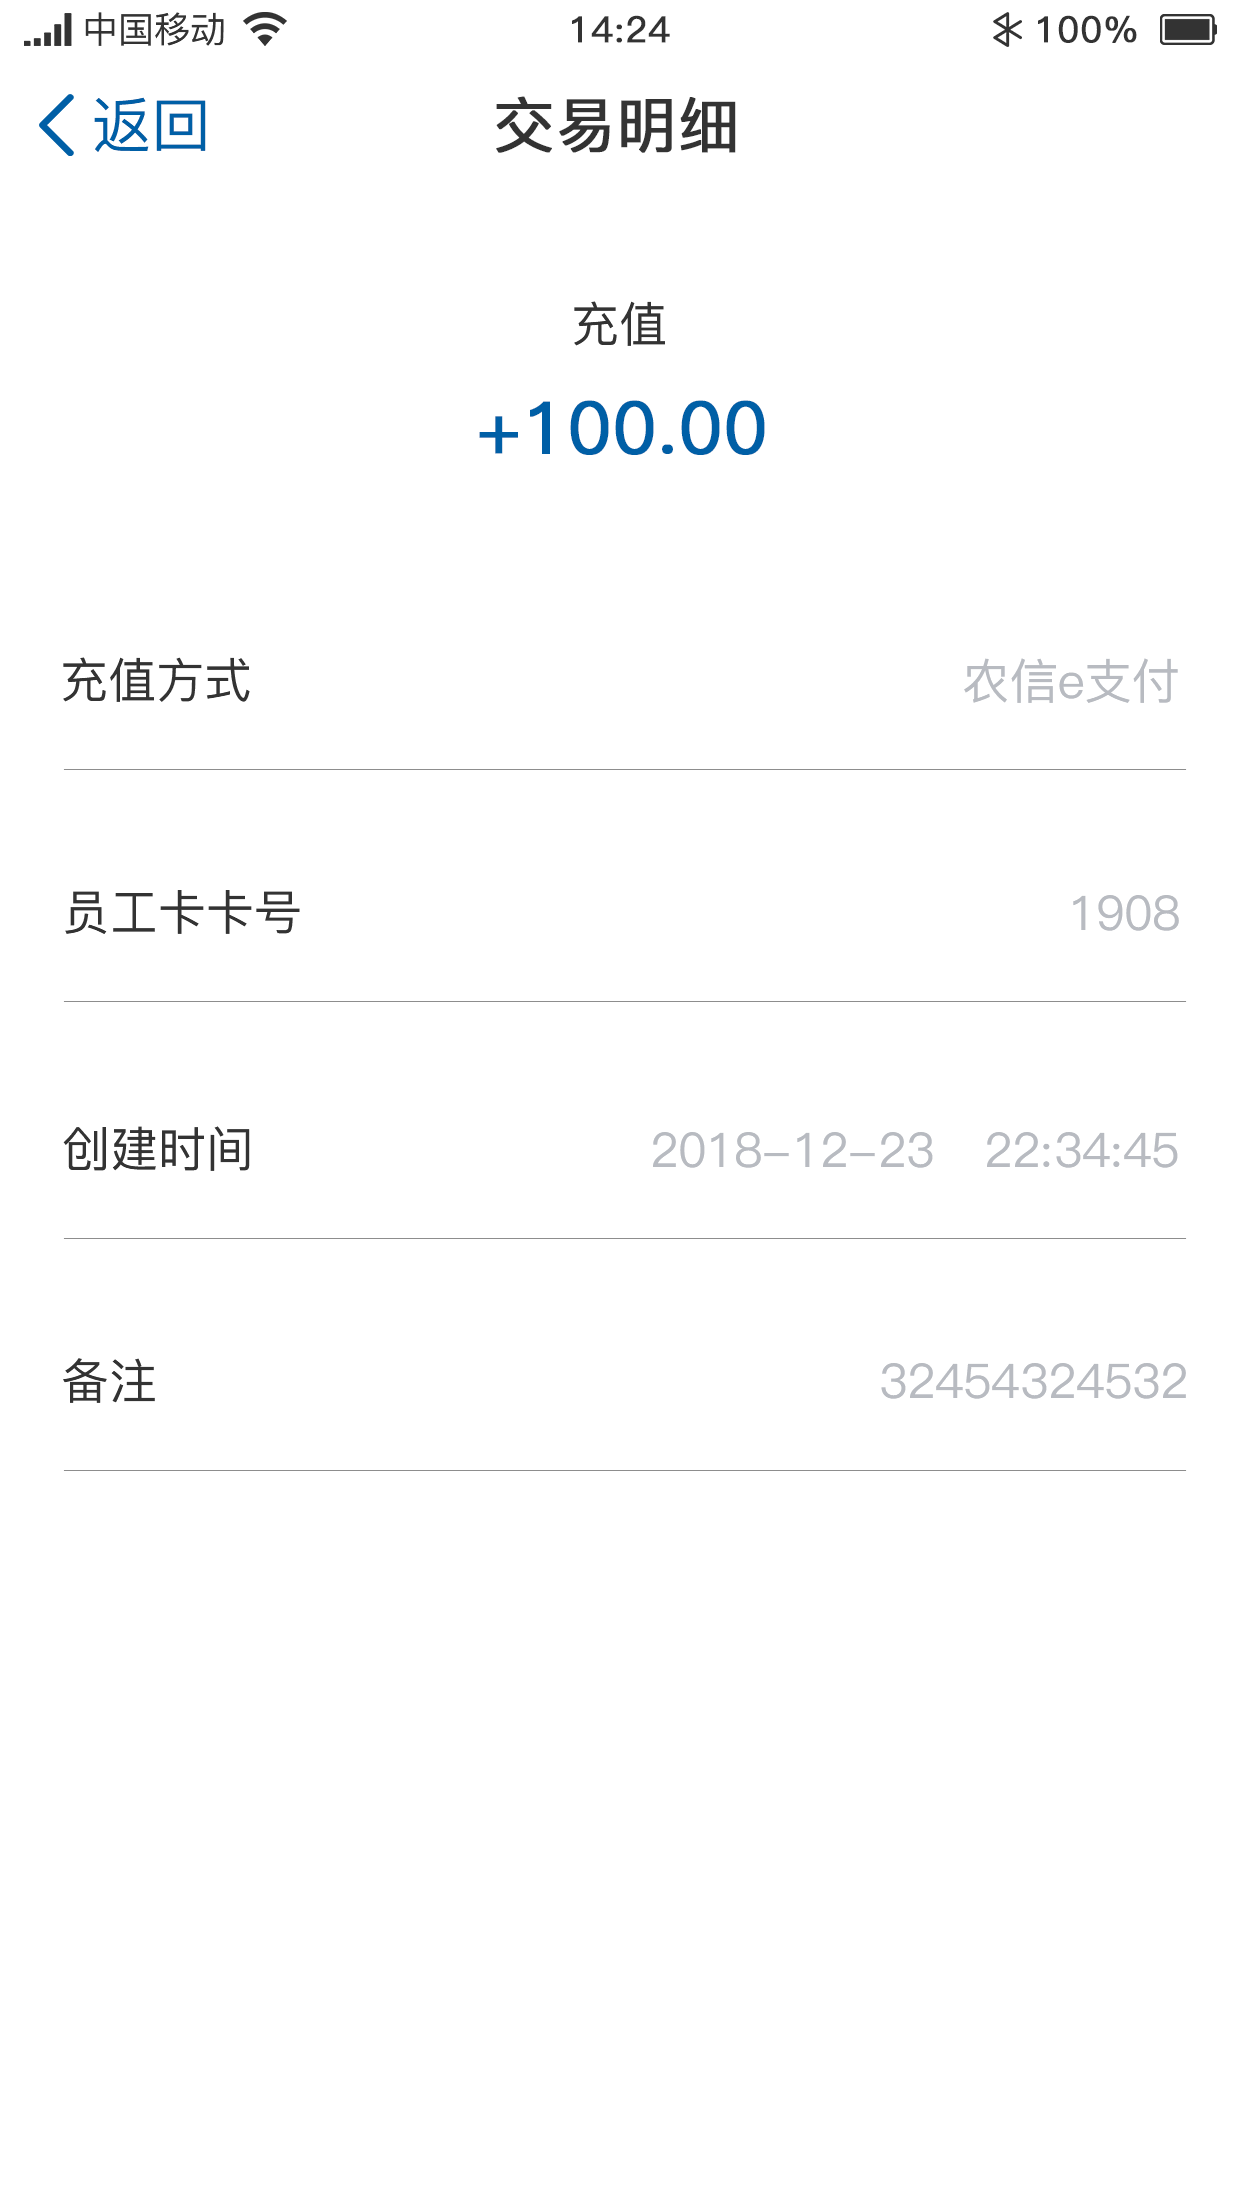 中国移动 14:24 100%
返回 交易明细
充值
+100.00
充值方式 农信e支付
员工卡卡号 1908
创建时间 2018-12-23 22:34:45
备注 32454324532